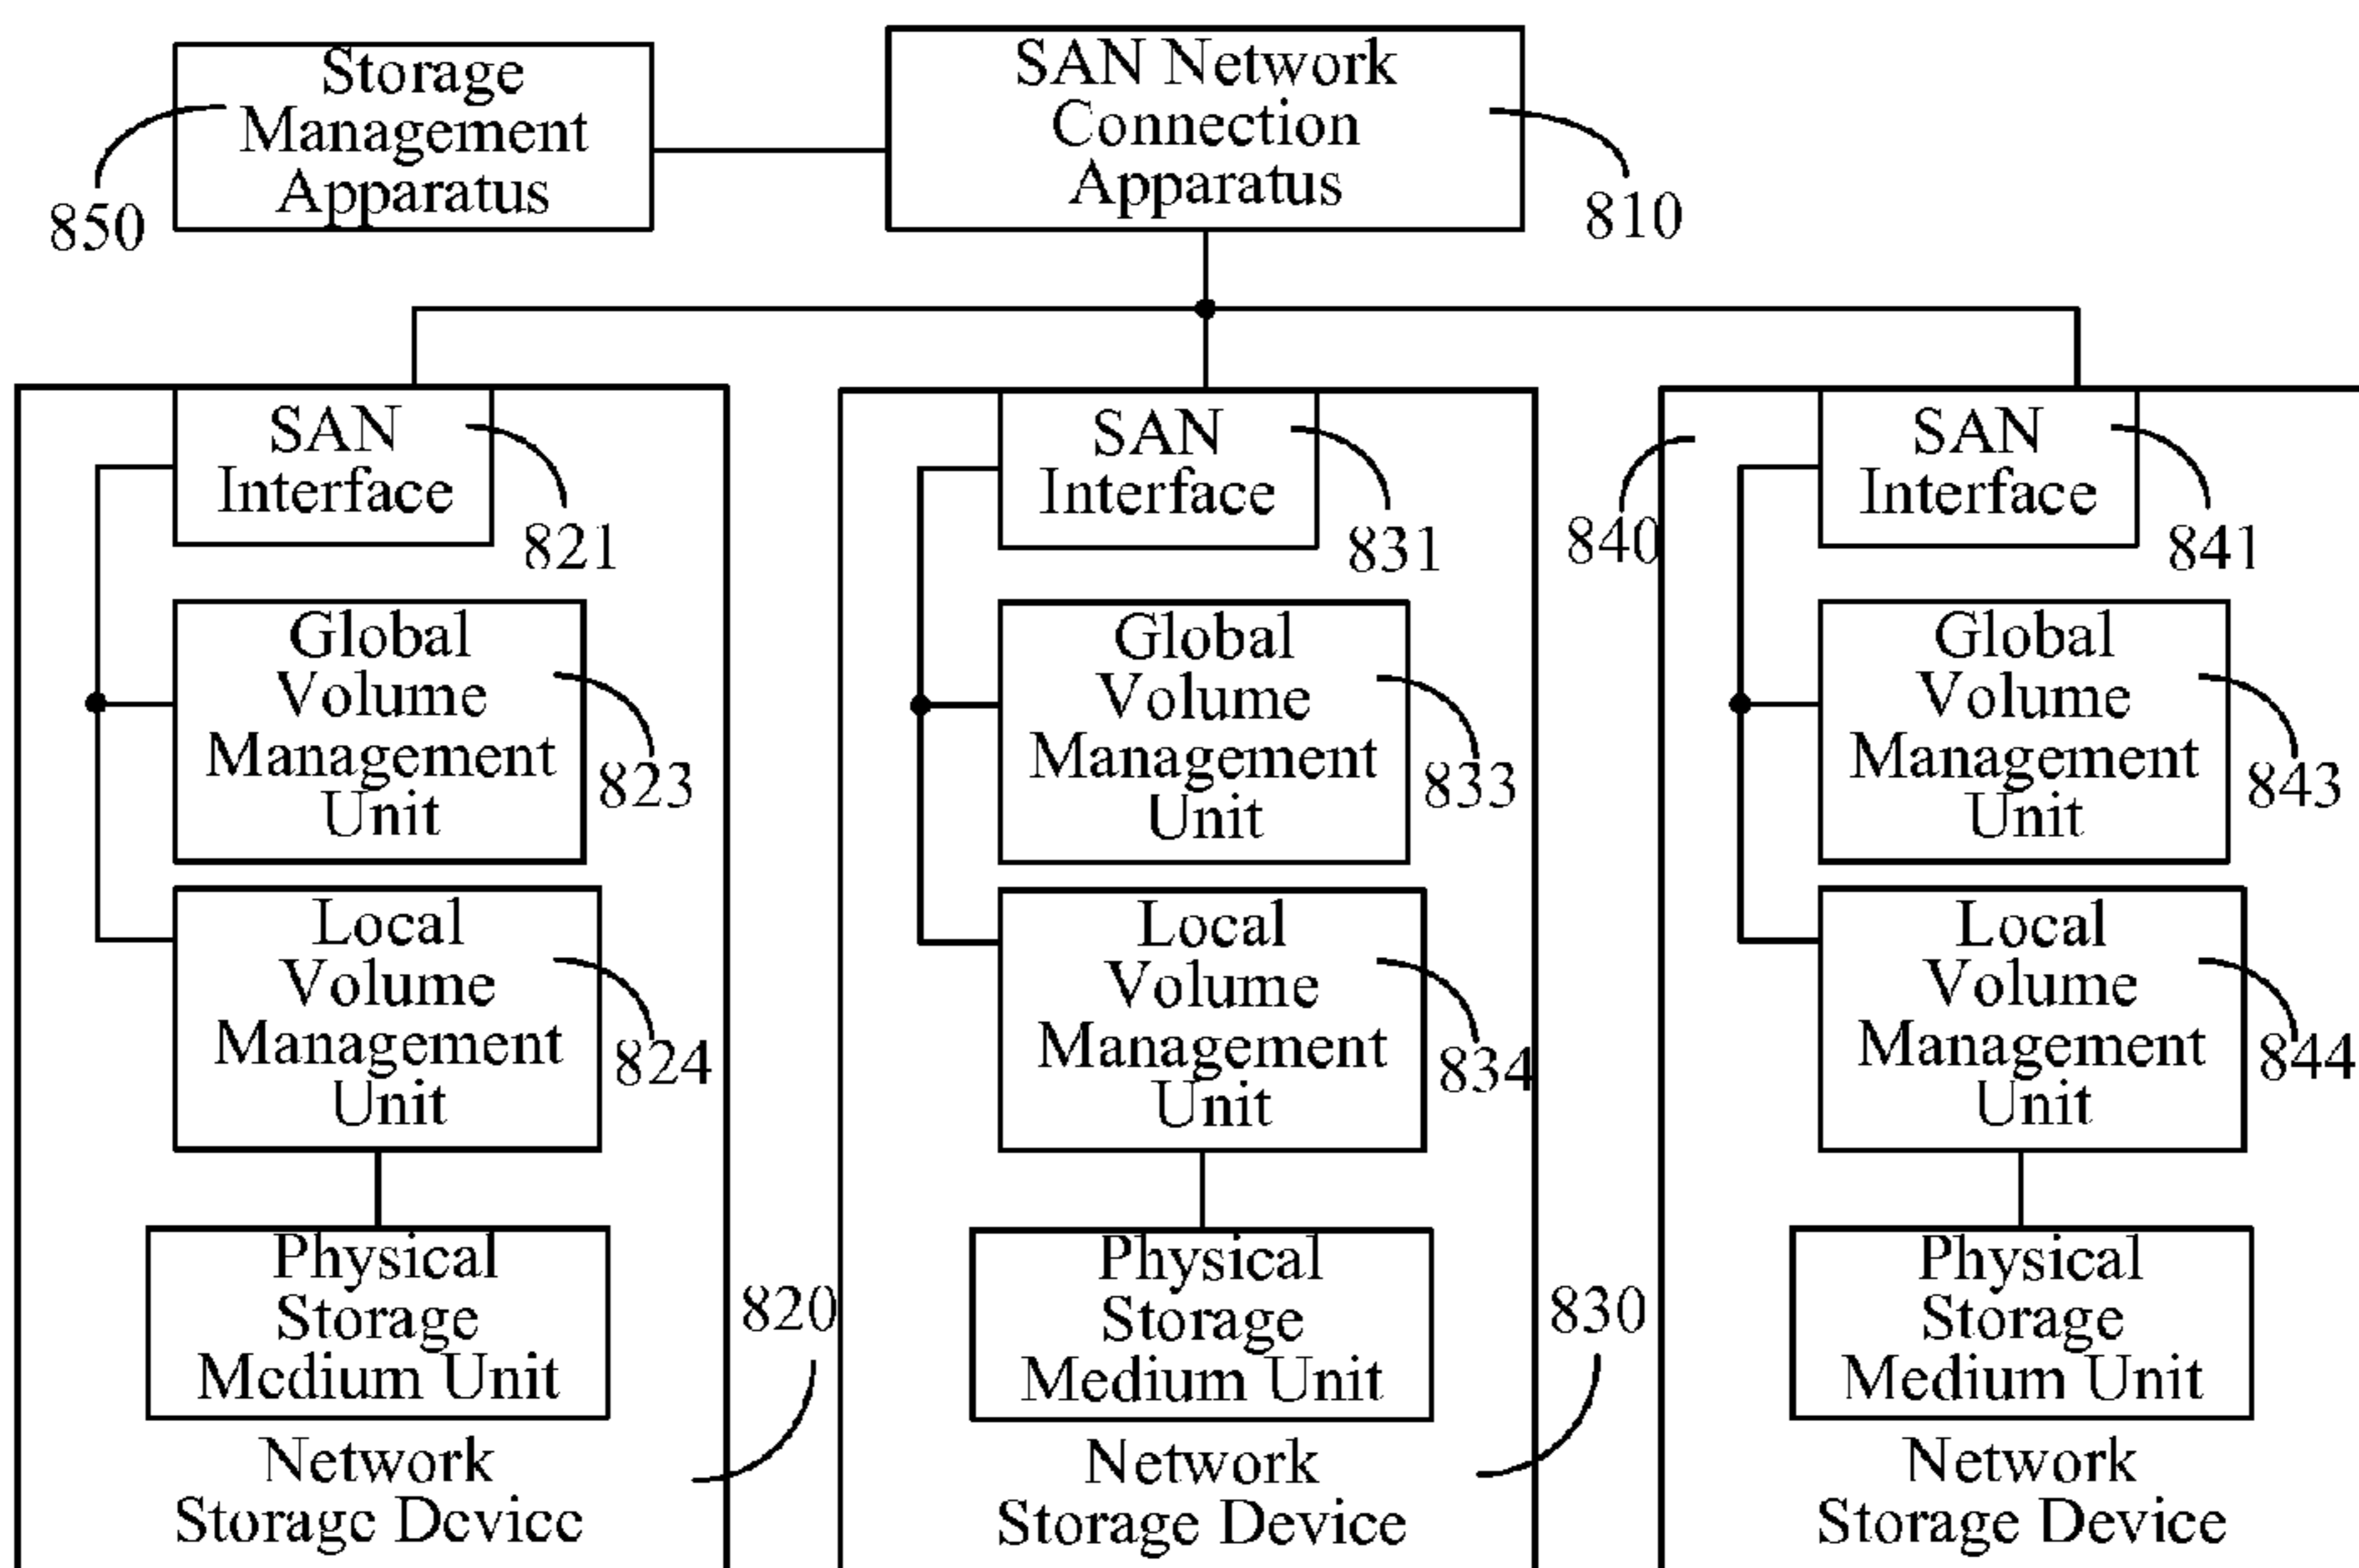 Storage
Management
Apparatus
850
SAN Network
Connection
Apparatus
810
SAN
Interface
821
Global
Volume
Management
Unit
823
Local
Volume
Management
Unit
824
Physical
Storage
Medium Unit
Network
Storage Device
820
SAN
Interface
831
Global
Volume
Management
Unit
833
Local
Volume
Management
Unit
834
Physical
Storage
Medium Unit
Network
Storage Device
830
840
SAN
Interface
841
Global
Volume
Management
Unit
843
Local
Volume
Management
Unit
844
Physical
Storage
Medium Unit
Network
Storage Device